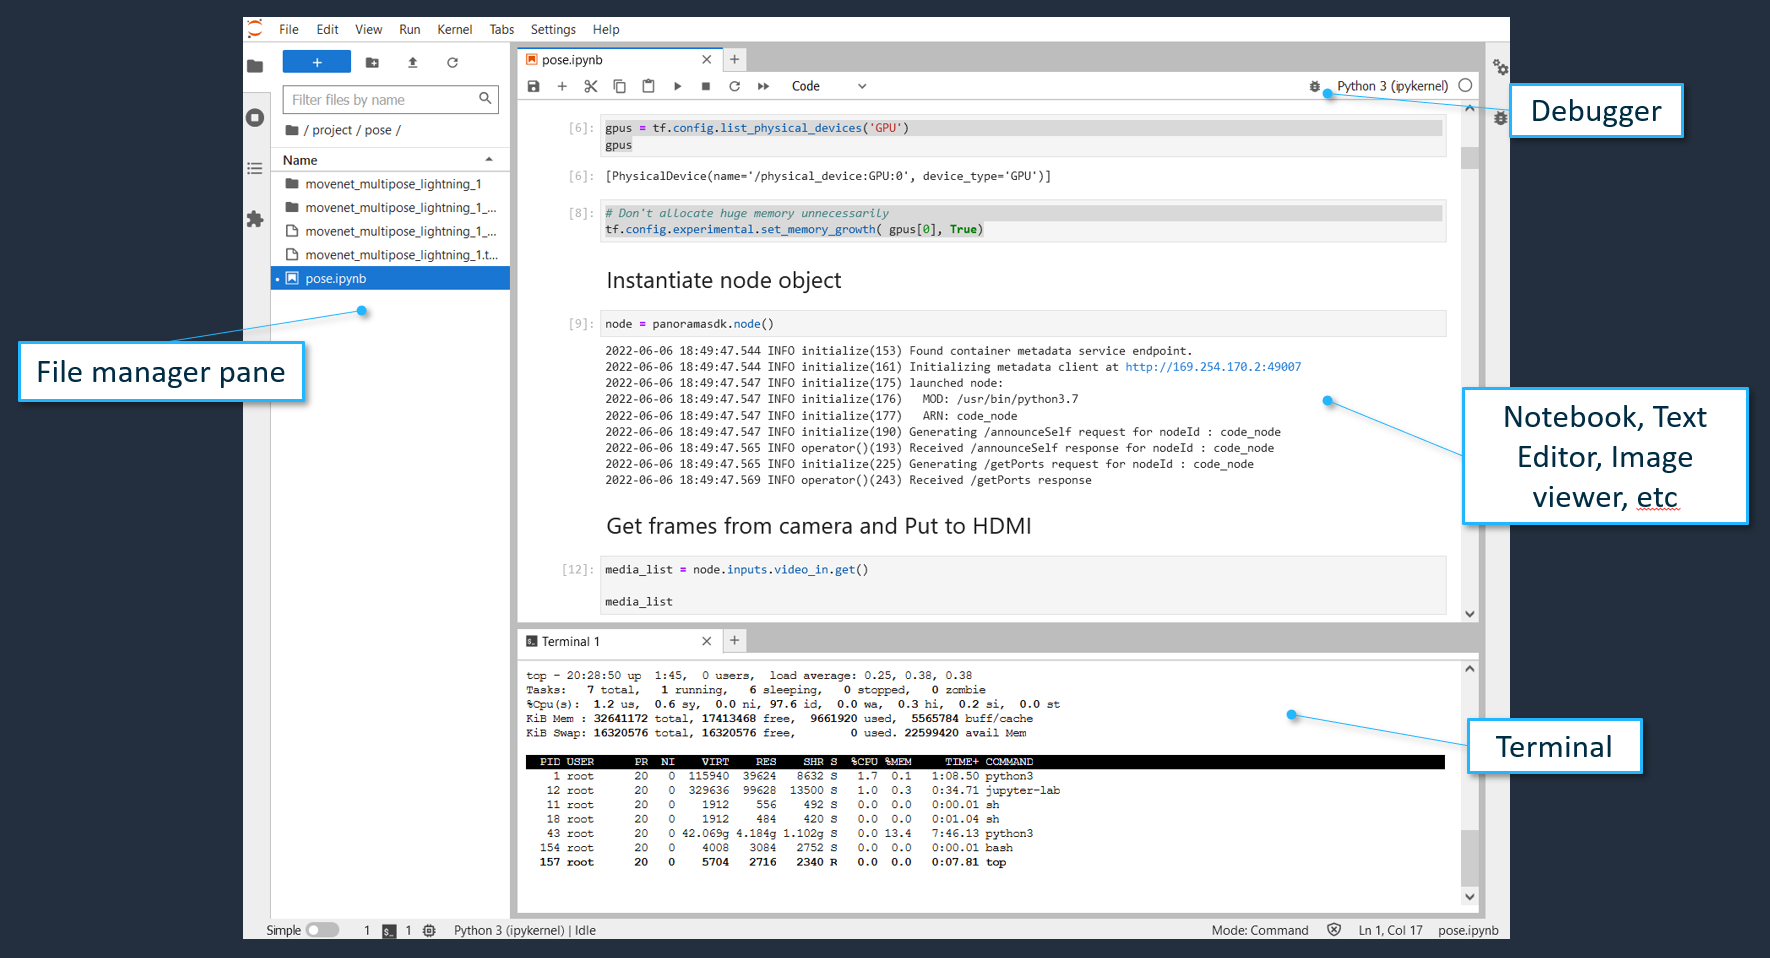 File Edit View Run Kernel Tabs Settings Help
+
Filter files by name
/ project / pose /
Name
movenet_multipose_lightning_1
movenet_multipose_lightning_1_...
movenet_multipose_lightning_1_...
movenet_multipose_lightning_1.t...
pose.ipynb
File manager pane
pose.ipynb
Code
Python 3 (ipykernel)
Debugger
[6]: gpus = tf.config.list_physical_devices('GPU')
gpus
[6]: [PhysicalDevice(name='/physical_device:GPU:0', device_type='GPU')]
[8]: # Don't allocate huge memory unnecessarily
tf.config.experimental.set_memory_growth( gpus[0], True)
Instantiate node object
[9]: node = panoramasdk.node()
2022-06-06 18:49:47.544 INFO initialize(153) Found container metadata service endpoint.
2022-06-06 18:49:47.544 INFO initialize(161) Initializing metadata client at http://169.254.170.2:49007
2022-06-06 18:49:47.547 INFO initialize(175) launched node:
2022-06-06 18:49:47.547 INFO initialize(176)   MOD: /usr/bin/python3.7
2022-06-06 18:49:47.547 INFO initialize(177)   ARN: code_node
2022-06-06 18:49:47.547 INFO initialize(190) Generating /announceSelf request for nodeId : code_node
2022-06-06 18:49:47.565 INFO operator()(193) Received /announceSelf response for nodeId : code_node
2022-06-06 18:49:47.565 INFO initialize(225) Generating /getPorts request for nodeId : code_node
2022-06-06 18:49:47.569 INFO operator()(243) Received /getPorts response
Notebook, Text
Editor, Image
viewer, etc
Get frames from camera and Put to HDMI
[12]: media_list = node.inputs.video_in.get()
media_list
Terminal 1
top - 20:28:50 up  1:45,  0 users,  load average: 0.25, 0.38, 0.38
Tasks:   7 total,   1 running,   6 sleeping,   0 stopped,   0 zombie
%Cpu(s):  1.2 us,  0.6 sy,  0.0 ni, 97.6 id,  0.0 wa,  0.3 hi,  0.2 si,  0.0 st
KiB Mem : 32641172 total, 17413468 free,  9661920 used,  5565784 buff/cache
KiB Swap: 16320576 total, 16320576 free,        0 used. 22599420 avail Mem
PID USER      PR  NI    VIRT    RES    SHR S  %CPU %MEM     TIME+ COMMAND
1 root      20   0  115940  39624   8632 S   1.7  0.1   1:08.50 python3
12 root      20   0  329636  99628  13500 S   1.0  0.3   0:34.71 jupyter-lab
11 root      20   0    1912    556    492 S   0.0  0.0   0:00.01 sh
18 root      20   0    1912    484    420 S   0.0  0.0   0:01.04 sh
43 root      20   0 42.069g 4.184g 1.102g S   0.0 13.4   7:46.13 python3
154 root      20   0    4008   3084   2752 S   0.0  0.0   0:00.01 bash
157 root      20   0    5704   2716   2340 R   0.0  0.0   0:07.81 top
Terminal
Simple 1 1 Python 3 (ipykernel) | Idle
Mode: Command Ln 1, Col 17 pose.ipynb